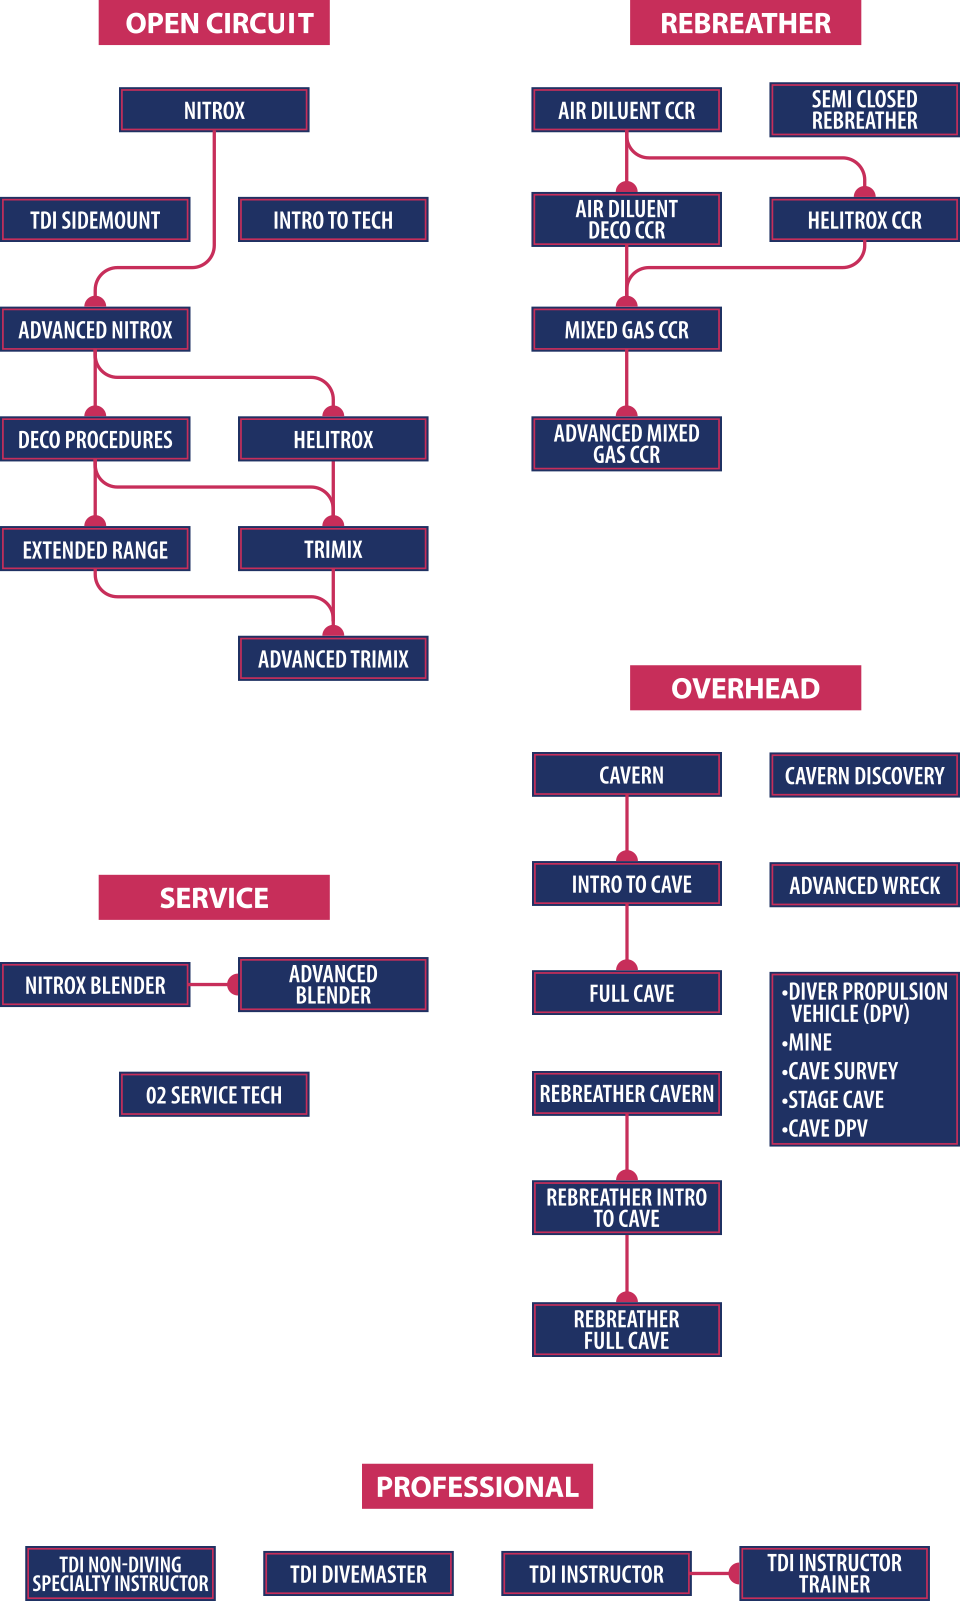 OPEN CIRCUIT
NITROX
TDI SIDEMOUNT
INTRO TO TECH
ADVANCED NITROX
DECO PROCEDURES
HELITROX
EXTENDED RANGE
TRIMIX
ADVANCED TRIMIX
REBREATHER
AIR DILUENT CCR
SEMI CLOSED
REBREATHER
AIR DILUENT
DECO CCR
HELITROX CCR
MIXED GAS CCR
ADVANCED MIXED
GAS CCR
SERVICE
NITROX BLENDER
ADVANCED
BLENDER
O2 SERVICE TECH
OVERHEAD
CAVERN
CAVERN DISCOVERY
INTRO TO CAVE
ADVANCED WRECK
FULL CAVE
•DIVER PROPULSION
VEHICLE (DPV)
•MINE
•CAVE SURVEY
•STAGE CAVE
•CAVE DPV
REBREATHER CAVERN
REBREATHER INTRO
TO CAVE
REBREATHER
FULL CAVE
PROFESSIONAL
TDI NON-DIVING
SPECIALTY INSTRUCTOR
TDI DIVEMASTER
TDI INSTRUCTOR
TDI INSTRUCTOR
TRAINER